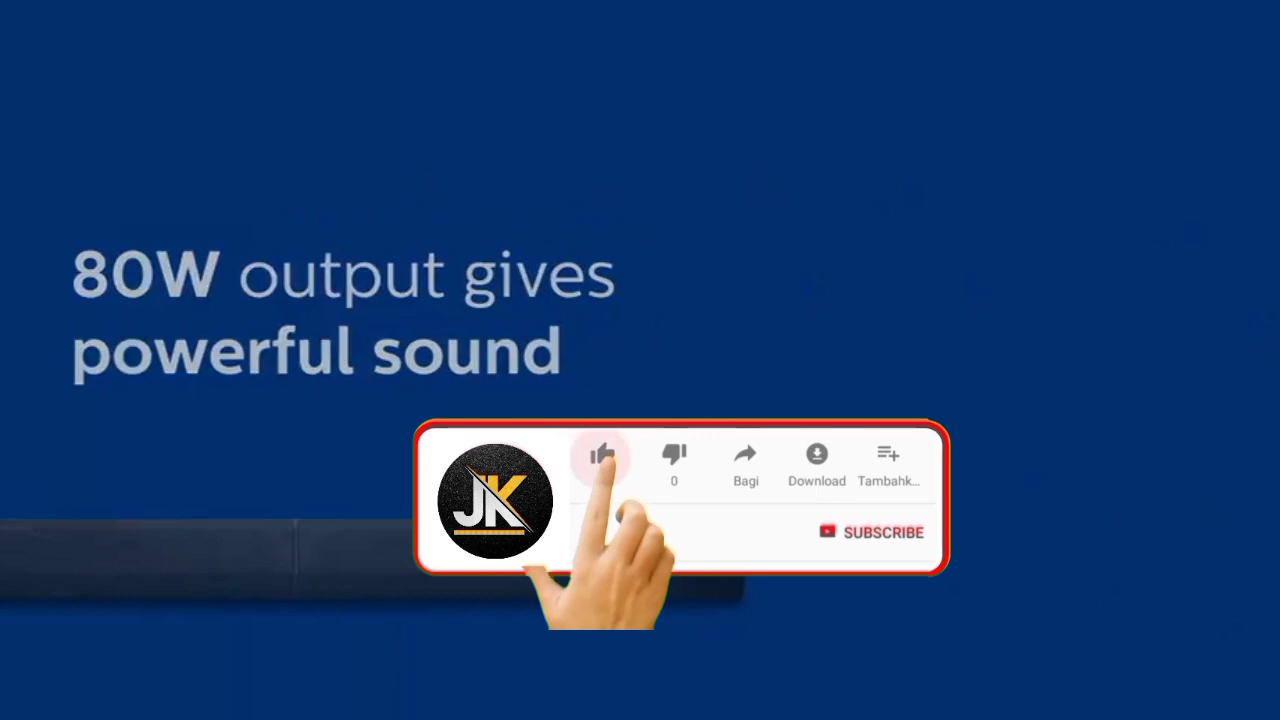 80W output gives
powerful sound
JK
0 Bagi Download Tambahk...
SUBSCRIBE